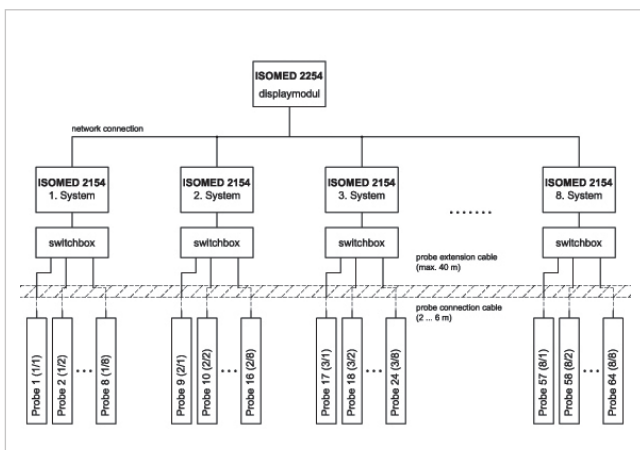 ISOMED 2254
displaymodul
network connection
ISOMED 2154
1. System
ISOMED 2154
2. System
ISOMED 2154
3. System
.......
ISOMED 2154
8. System
switchbox
switchbox
switchbox
switchbox
probe extension cable
(max. 40 m)
probe connection cable
(2 ... 6 m)
Probe 1 (1/1)
Probe 2 (1/2)
...
Probe 8 (1/8)
Probe 9 (2/1)
Probe 10 (2/2)
...
Probe 16 (2/8)
Probe 17 (3/1)
Probe 18 (3/2)
...
Probe 24 (3/8)
Probe 57 (8/1)
Probe 58 (8/2)
...
Probe 64 (8/8)